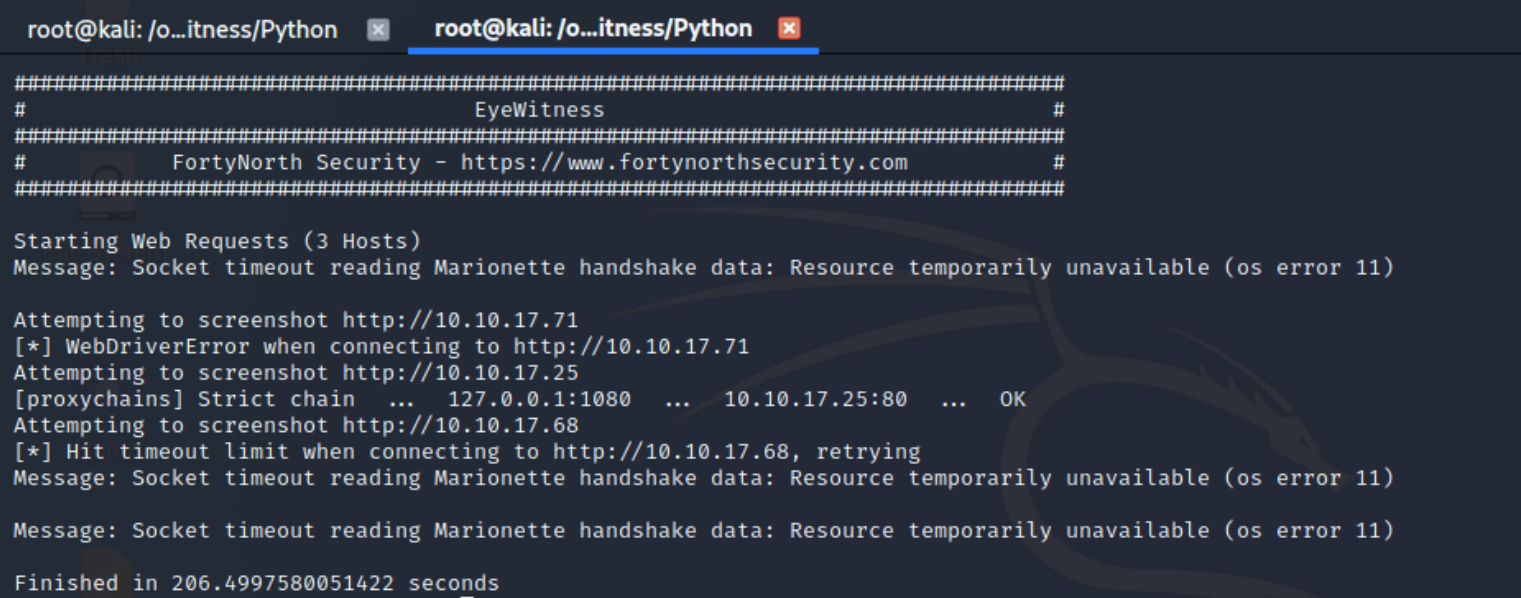 root@kali: /o...itness/Python root@kali: /o...itness/Python
Trash
################################################################################
#                                  EyeWitness                                  #
################################################################################
#           FortyNorth Security - https://www.fortynorthsecurity.com           #
################################################################################
Starting Web Requests (3 Hosts)
Message: Socket timeout reading Marionette handshake data: Resource temporarily unavailable (os error 11)
Attempting to screenshot http://10.10.17.71
[*] WebDriverError when connecting to http://10.10.17.71
Attempting to screenshot http://10.10.17.25
[proxychains] Strict chain  ...  127.0.0.1:1080  ...  10.10.17.25:80  ...  OK
Attempting to screenshot http://10.10.17.68
[*] Hit timeout limit when connecting to http://10.10.17.68, retrying
Message: Socket timeout reading Marionette handshake data: Resource temporarily unavailable (os error 11)
Message: Socket timeout reading Marionette handshake data: Resource temporarily unavailable (os error 11)
Finished in 206.4997580051422 seconds